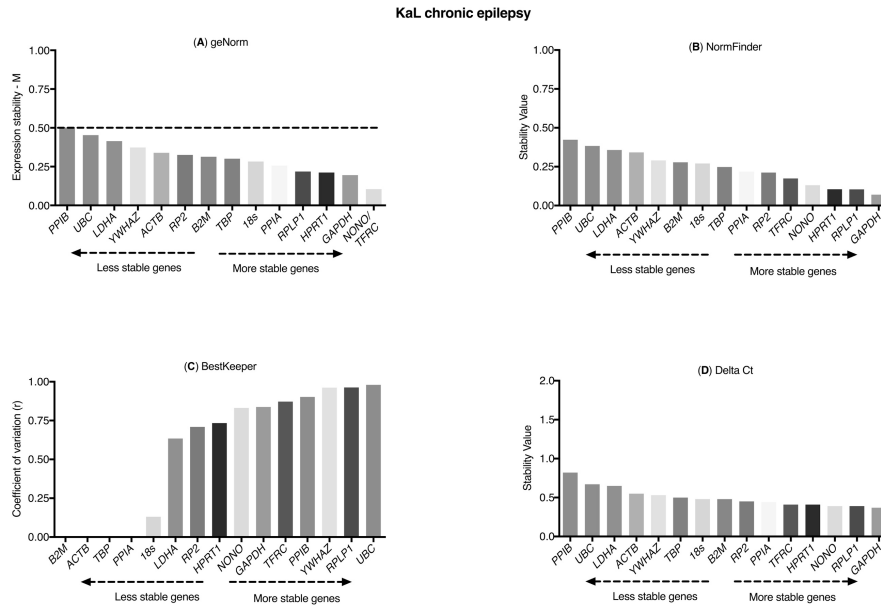 KaL chronic epilepsy
(A) geNorm
Expression stability - M
1.00
0.75
0.50
0.25
0.00
PPIB
UBC
LDHA
YWHAZ
ACTB
RP2
B2M
TBP
18s
PPIA
RPLP1
HPRT1
GAPDH
NONO/
TFRC
Less stable genes
More stable genes
(B) NormFinder
Stability Value
1.00
0.75
0.50
0.25
0.00
PPIB
UBC
LDHA
ACTB
YWHAZ
B2M
18s
TBP
PPIA
RP2
TFRC
NONO
HPRT1
RPLP1
GAPDH
Less stable genes
More stable genes
(C) BestKeeper
Coefficient of variation (r)
1.00
0.75
0.50
0.25
0.00
B2M
ACTB
TBP
PPIA
18s
LDHA
RP2
HPRT1
NONO
GAPDH
TFRC
PPIB
YWHAZ
RPLP1
UBC
Less stable genes
More stable genes
(D) Delta Ct
Stability Value
2.0
1.5
1.0
0.5
0.0
PPIB
UBC
LDHA
ACTB
YWHAZ
TBP
18s
B2M
RP2
PPIA
TFRC
HPRT1
NONO
RPLP1
GAPDH
Less stable genes
More stable genes